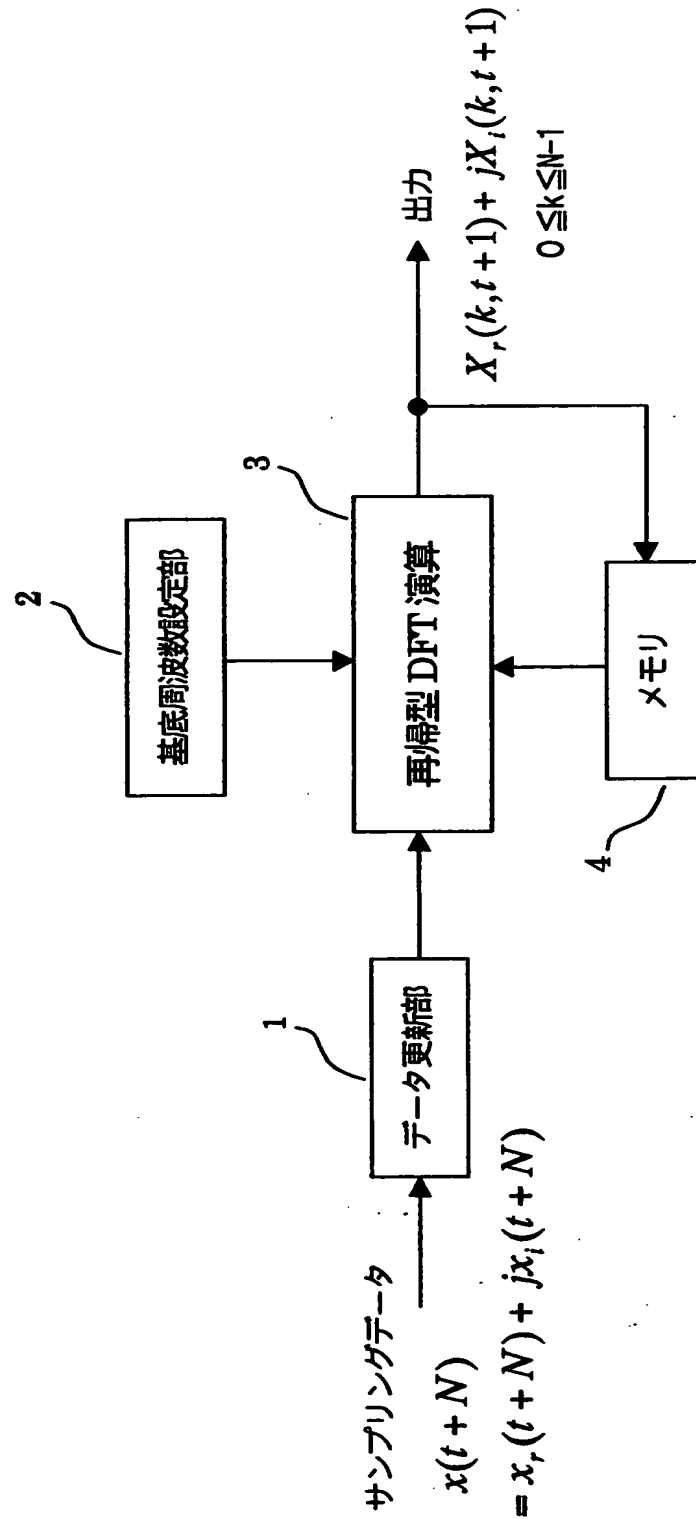 サンプリングデータ
x(t+N)
= x_r(t+N) + jx_i(t+N)
1
データ更新部
2
基底周波数設定部
3
再帰型 DFT 演算
4
メモリ
出力
X_r(k,t+1) + jX_i(k,t+1)
0≦k≦N-1